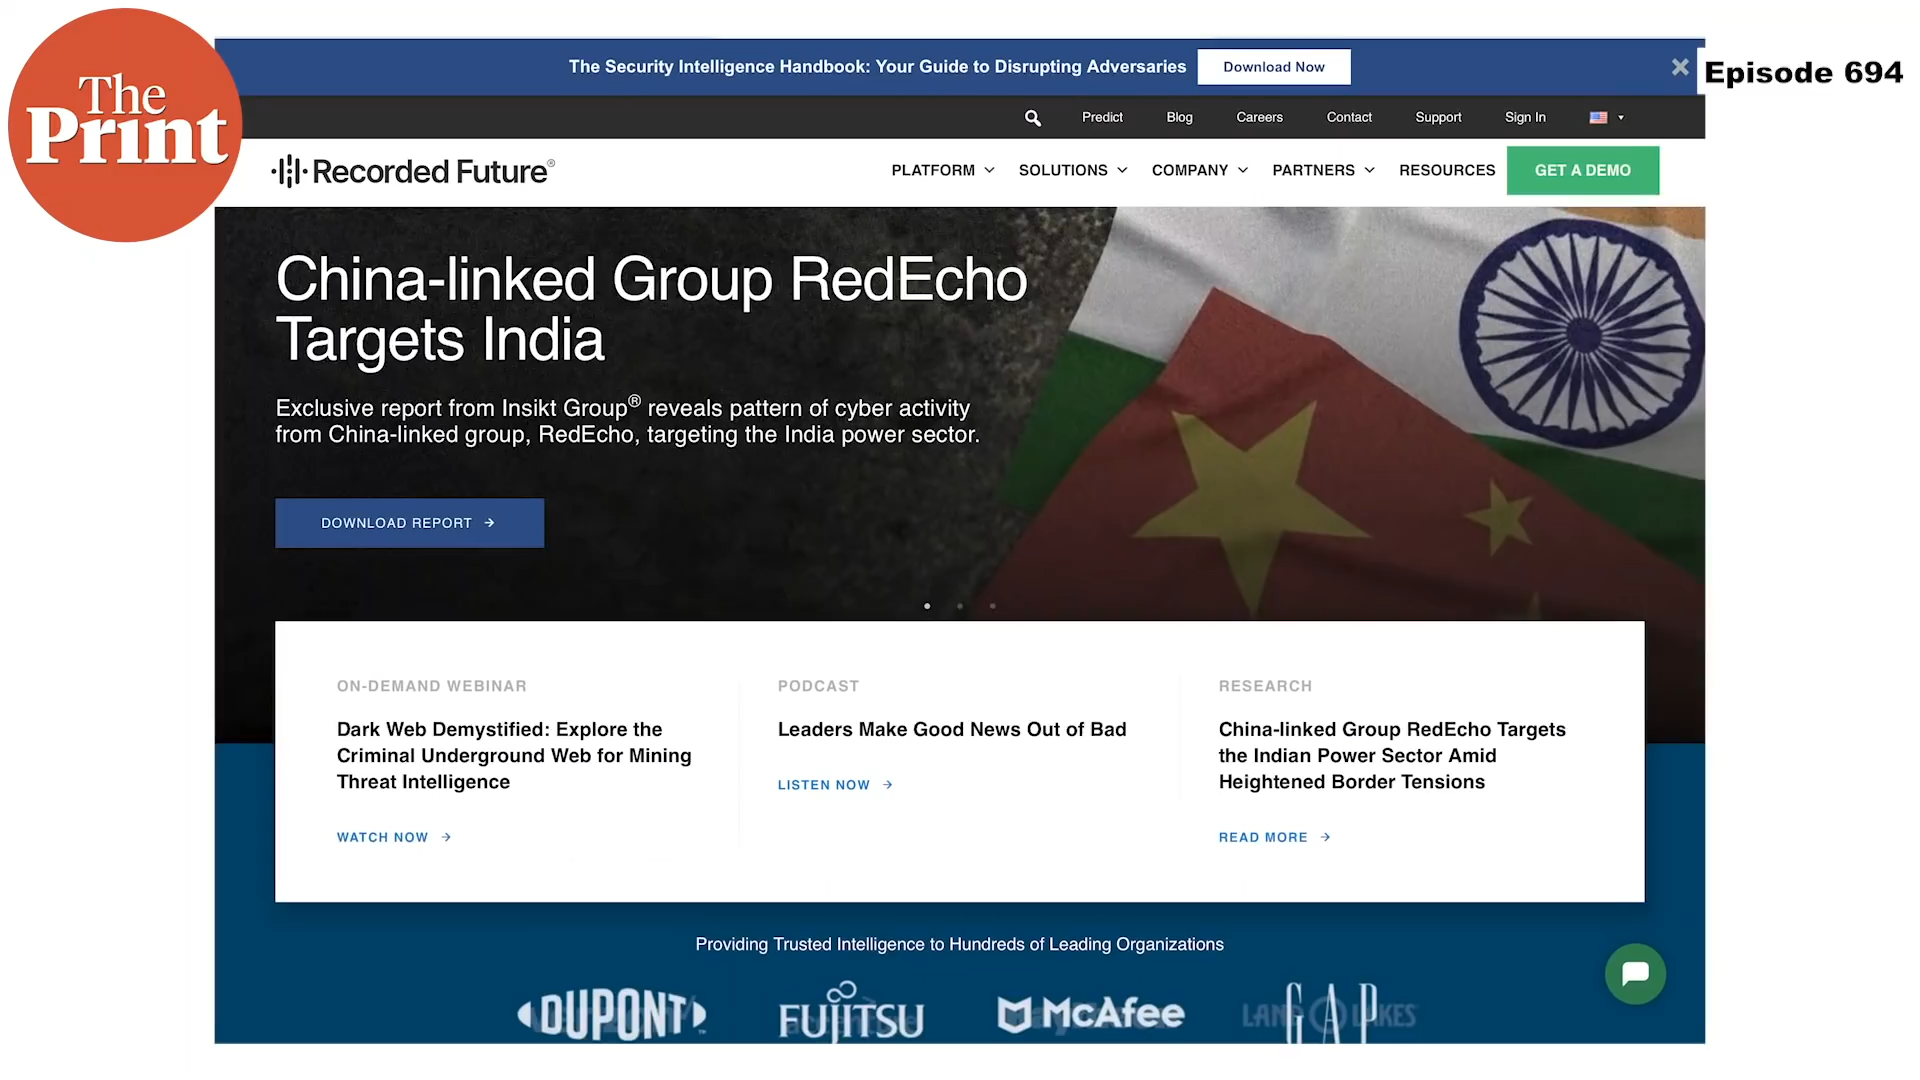 The
Print
Episode 694
The Security Intelligence Handbook: Your Guide to Disrupting Adversaries
Download Now
Predict
Blog
Careers
Contact
Support
Sign In
Recorded Future®
PLATFORM
SOLUTIONS
COMPANY
PARTNERS
RESOURCES
GET A DEMO
China-linked Group RedEcho
Targets India
Exclusive report from Insikt Group® reveals pattern of cyber activity
from China-linked group, RedEcho, targeting the India power sector.
DOWNLOAD REPORT
ON-DEMAND WEBINAR
Dark Web Demystified: Explore the
Criminal Underground Web for Mining
Threat Intelligence
WATCH NOW
PODCAST
Leaders Make Good News Out of Bad
LISTEN NOW
RESEARCH
China-linked Group RedEcho Targets
the Indian Power Sector Amid
Heightened Border Tensions
READ MORE
Providing Trusted Intelligence to Hundreds of Leading Organizations
DUPONT™
FUJITSU
McAfee
GAP